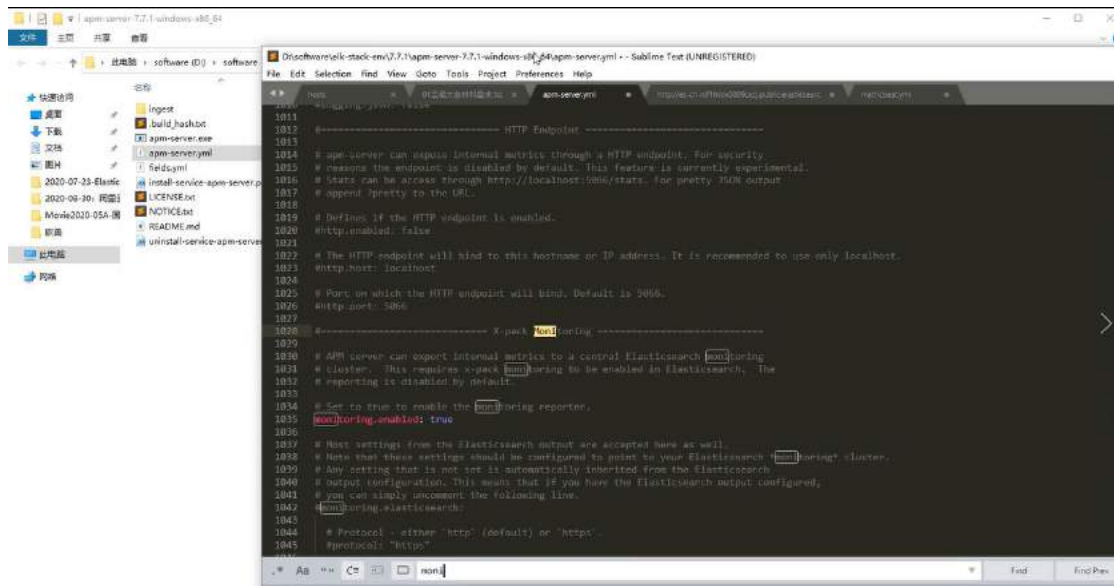 apm-server-7.7.1-windows-x86_64
文件 主页 共享 查看
此电脑 › software (D:) › software
名称
快速访问
桌面
下载
文档
图片
2020-07-23-Elastic
Movie2020-05A-
此电脑
网络
ingest
.build_hash.txt
apm-server.exe
apm-server.yml
fields.yml
install-service-apm-server.p
LICENSE.txt
NOTICE.txt
README.md
uninstall-service-apm-server
D:\software\elk-stack-env\7.7.1\apm-server-7.7.1-windows-x86_64\apm-server.yml • - Sublime Text (UNREGISTERED)
File Edit Selection Find View Goto Tools Project Preferences Help
hosts apm-server.yml
1010 #logging.json: false
1011
1012 #------------------------------ HTTP Endpoint ------------------------------
1013
1014 # apm-server can expose internal metrics through a HTTP endpoint. For security
1015 # reasons the endpoint is disabled by default. This feature is currently experimental.
1016 # Stats can be access through http://localhost:5066/stats. For pretty JSON output
1017 # append ?pretty to the URL.
1018
1019 # Defines if the HTTP endpoint is enabled.
1020 #http.enabled: false
1021
1022 # The HTTP endpoint will bind to this hostname or IP address. It is recommended to use only localhost.
1023 #http.host: localhost
1024
1025 # Port on which the HTTP endpoint will bind. Default is 5066.
1026 #http.port: 5066
1027
1028 #---------------------------- X-pack Monitoring ----------------------------
1029
1030 # APM server can export internal metrics to a central Elasticsearch monitoring
1031 # cluster. This requires x-pack monitoring to be enabled in Elasticsearch. The
1032 # reporting is disabled by default.
1033
1034 # Set to true to enable the monitoring reporter.
1035 monitoring.enabled: true
1036
1037 # Most settings from the Elasticsearch output are accepted here as well.
1038 # Note that these settings should be configured to point to your Elasticsearch *monitoring* cluster.
1039 # Any setting that is not set is automatically inherited from the Elasticsearch
1040 # output configuration. This means that if you have the Elasticsearch output configured,
1041 # you can simply uncomment the following line.
1042 #monitoring.elasticsearch:
1043
1044 # Protocol - either `http` (default) or `https`.
1045 #protocol: "https"
.* Aa "" moni Find Find Prev